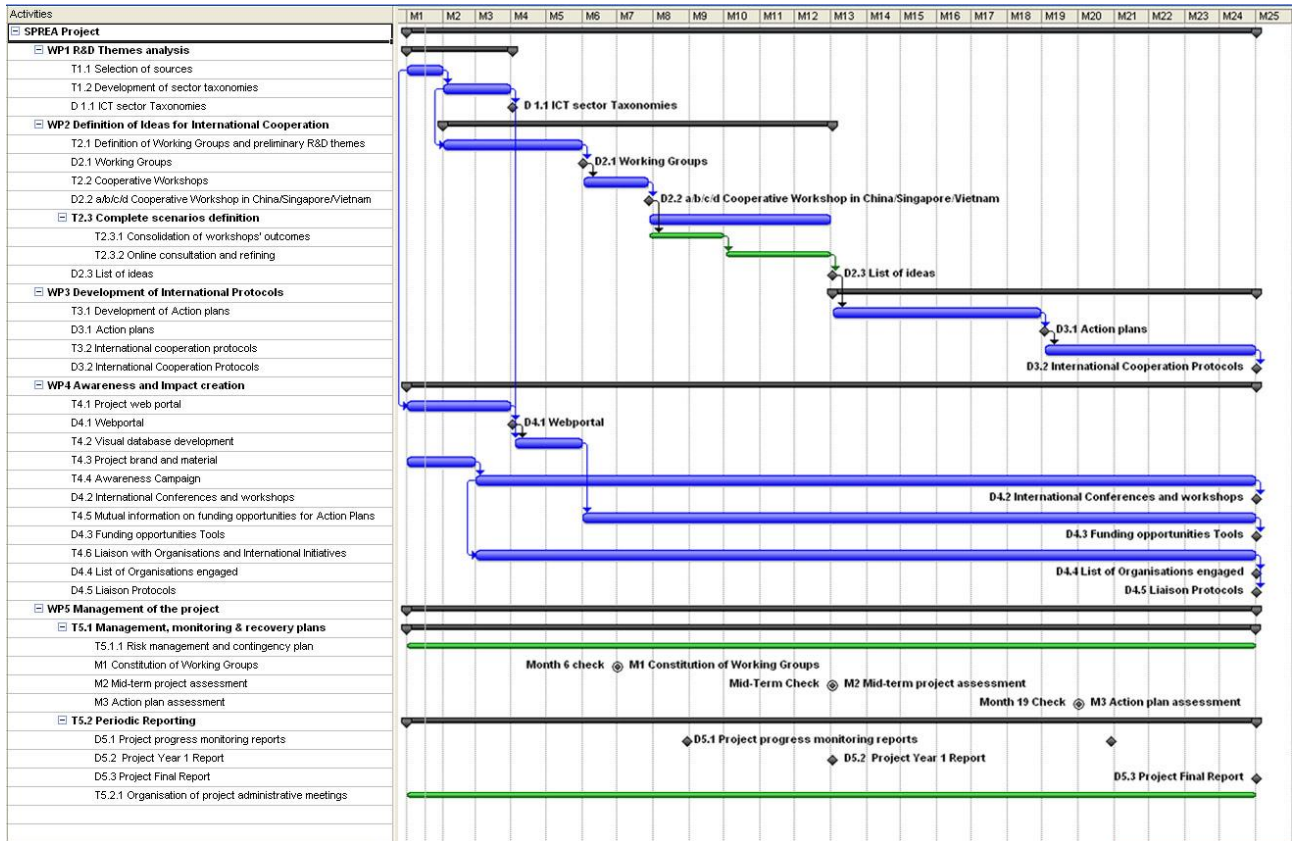 Activities M1 M2 M3 M4 M5 M6 M7 M8 M9 M10 M11 M12 M13 M14 M15 M16 M17 M18 M19 M20 M21 M22 M23 M24 M25
SPREA Project
WP1 R&D Themes analysis
T1.1 Selection of sources
T1.2 Development of sector taxonomies
D 1.1 ICT sector Taxonomies D 1.1 ICT sector Taxonomies
WP2 Definition of Ideas for International Cooperation
T2.1 Definition of Working Groups and preliminary R&D themes
D2.1 Working Groups D2.1 Working Groups
T2.2 Cooperative Workshops
D2.2 a/b/c/d Cooperative Workshop in China/Singapore/Vietnam D2.2 a/b/c/d Cooperative Workshop in China/Singapore/Vietnam
T2.3 Complete scenarios definition
T2.3.1 Consolidation of workshops' outcomes
T2.3.2 Online consultation and refining
D2.3 List of ideas D2.3 List of ideas
WP3 Development of International Protocols
T3.1 Development of Action plans
D3.1 Action plans D3.1 Action plans
T3.2 International cooperation protocols
D3.2 International Cooperation Protocols D3.2 International Cooperation Protocols
WP4 Awareness and Impact creation
T4.1 Project web portal
D4.1 Webportal D4.1 Webportal
T4.2 Visual database development
T4.3 Project brand and material
T4.4 Awareness Campaign
D4.2 International Conferences and workshops D4.2 International Conferences and workshops
T4.5 Mutual information on funding opportunities for Action Plans
D4.3 Funding opportunities Tools D4.3 Funding opportunities Tools
T4.6 Liaison with Organisations and International Initiatives
D4.4 List of Organisations engaged D4.4 List of Organisations engaged
D4.5 Liaison Protocols D4.5 Liaison Protocols
WP5 Management of the project
T5.1 Management, monitoring & recovery plans
T5.1.1 Risk management and contingency plan
M1 Constitution of Working Groups Month 6 check M1 Constitution of Working Groups
M2 Mid-term project assessment Mid-Term Check M2 Mid-term project assessment
M3 Action plan assessment Month 19 Check M3 Action plan assessment
T5.2 Periodic Reporting
D5.1 Project progress monitoring reports D5.1 Project progress monitoring reports
D5.2 Project Year 1 Report D5.2 Project Year 1 Report
D5.3 Project Final Report D5.3 Project Final Report
T5.2.1 Organisation of project administrative meetings